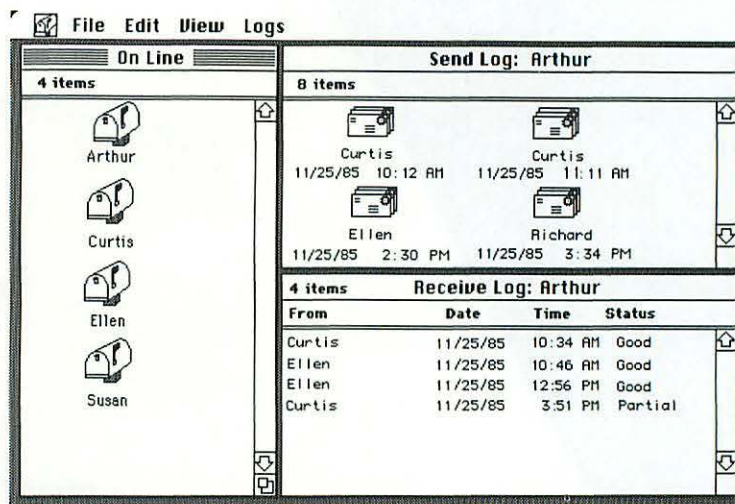 File Edit View Logs
On Line
4 items
Arthur
Curtis
Ellen
Susan
Send Log: Arthur
8 items
Curtis Curtis
11/25/85 10:12 AM 11/25/85 11:11 AM
Ellen Richard
11/25/85 2:30 PM 11/25/85 3:34 PM
4 items Receive Log: Arthur
From Date Time Status
Curtis 11/25/85 10:34 AM Good
Ellen 11/25/85 10:46 AM Good
Ellen 11/25/85 12:56 PM Good
Curtis 11/25/85 3:51 PM Partial